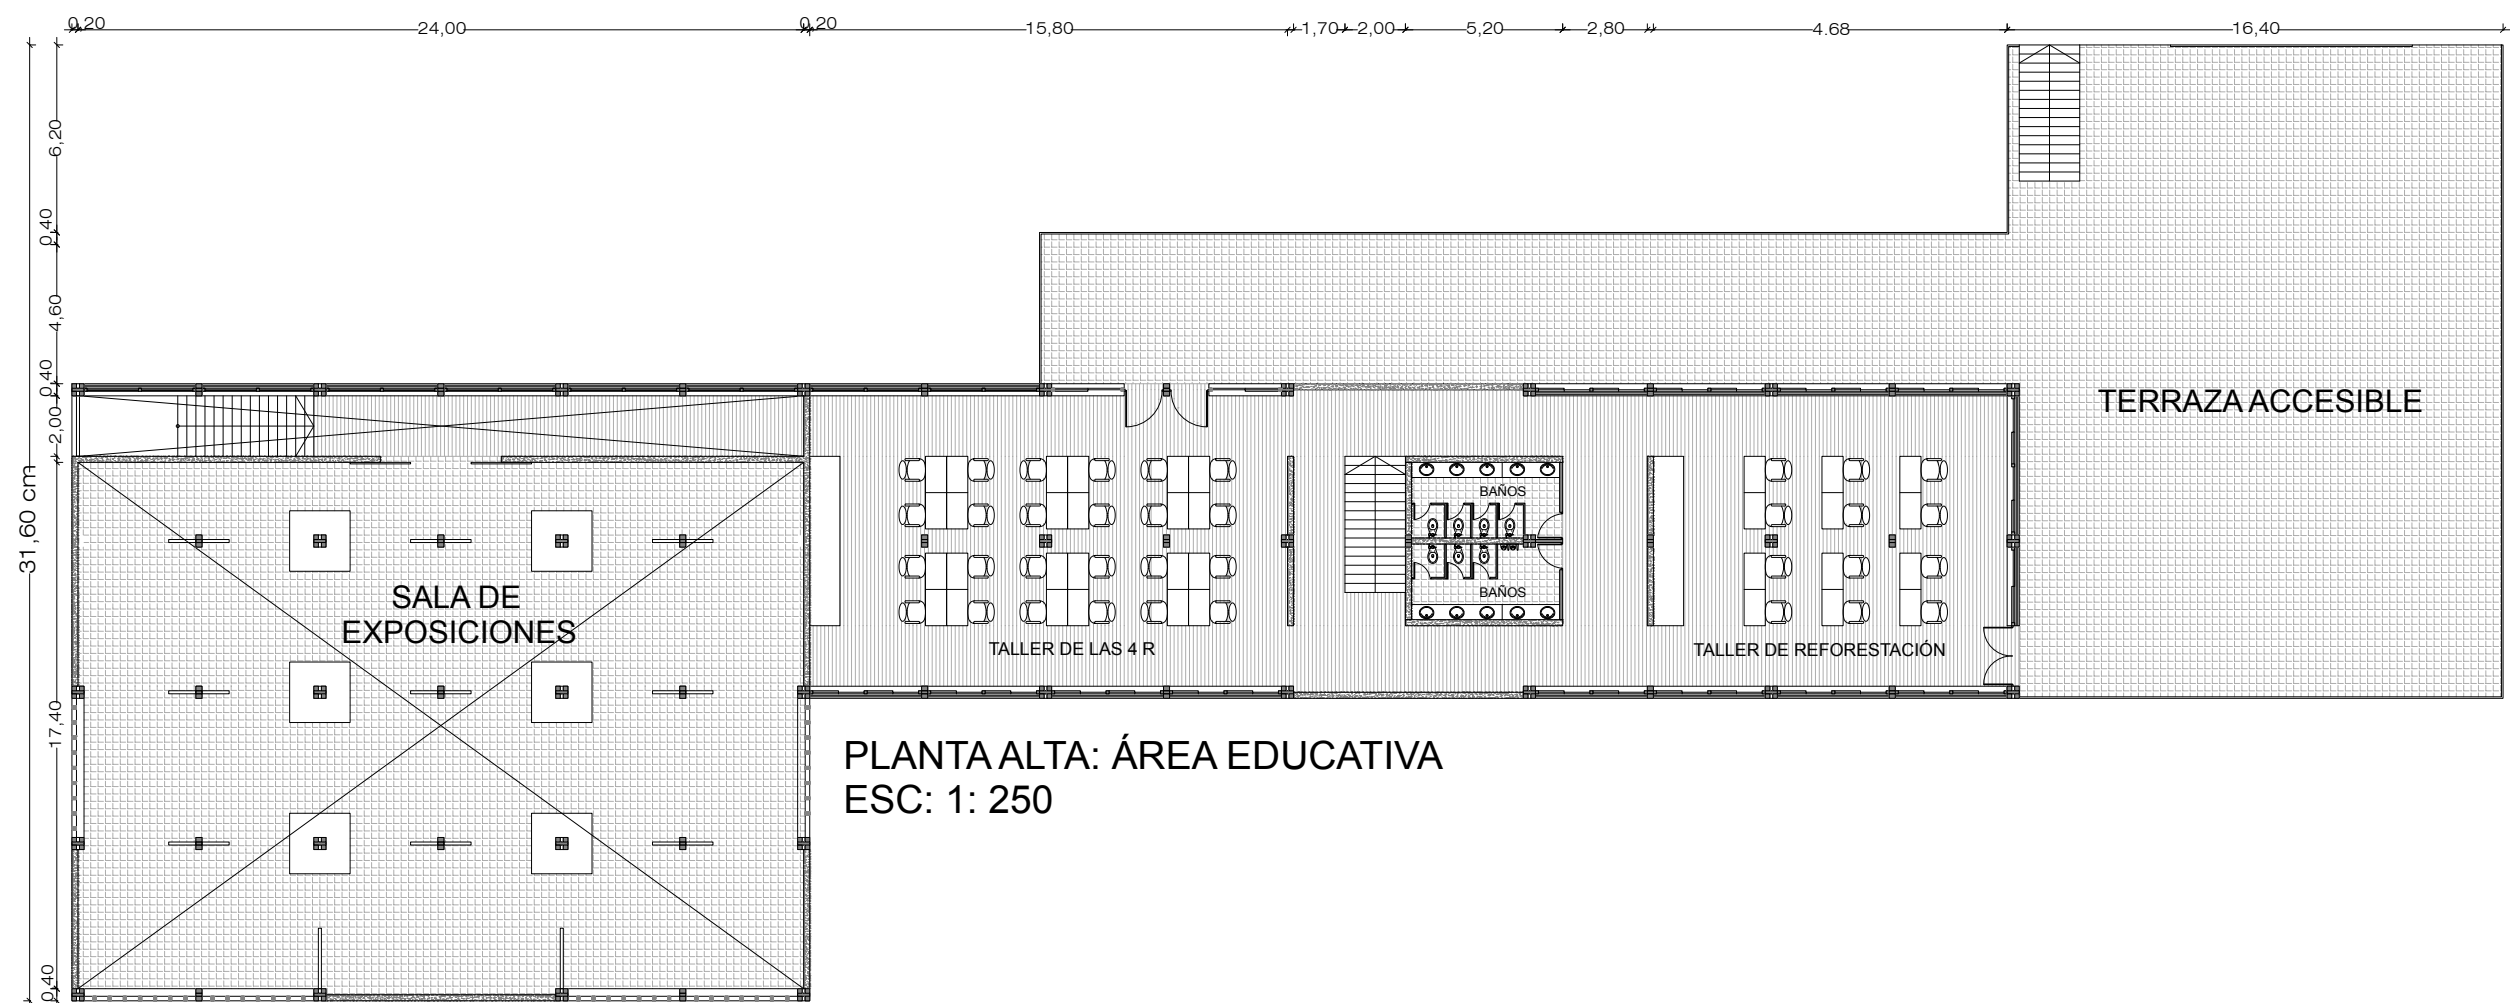 0,20
24,00
0,20
15,80
1,70
2,00
5,20
2,80
4.68
16,40
6,20
0,40
4,60
0,40
2,00
31,60 cm
17,40
0,40
TERRAZA ACCESIBLE
BAÑOS
SALA DE
EXPOSICIONES
BAÑOS
TALLER DE LAS 4 R
TALLER DE REFORESTACIÓN
PLANTA ALTA: ÁREA EDUCATIVA
ESC: 1: 250